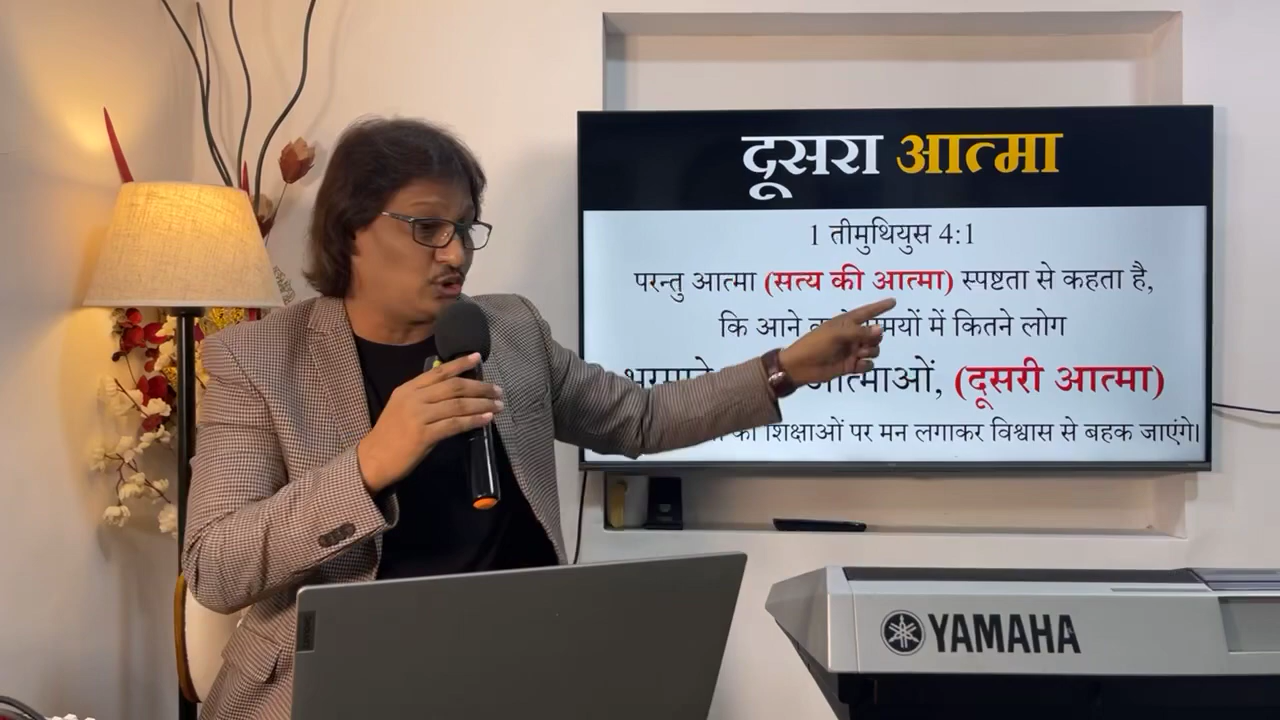 दूसरा आत्मा
1 तीमुथियुस 4:1
परन्तु आत्मा (सत्य की आत्मा) स्पष्टता से कहता है,
कि आने समयों में कितने लोग
आत्माओं, (दूसरी आत्मा)
की शिक्षाओं पर मन लगाकर विश्वास से बहक जाएंगे।
YAMAHA